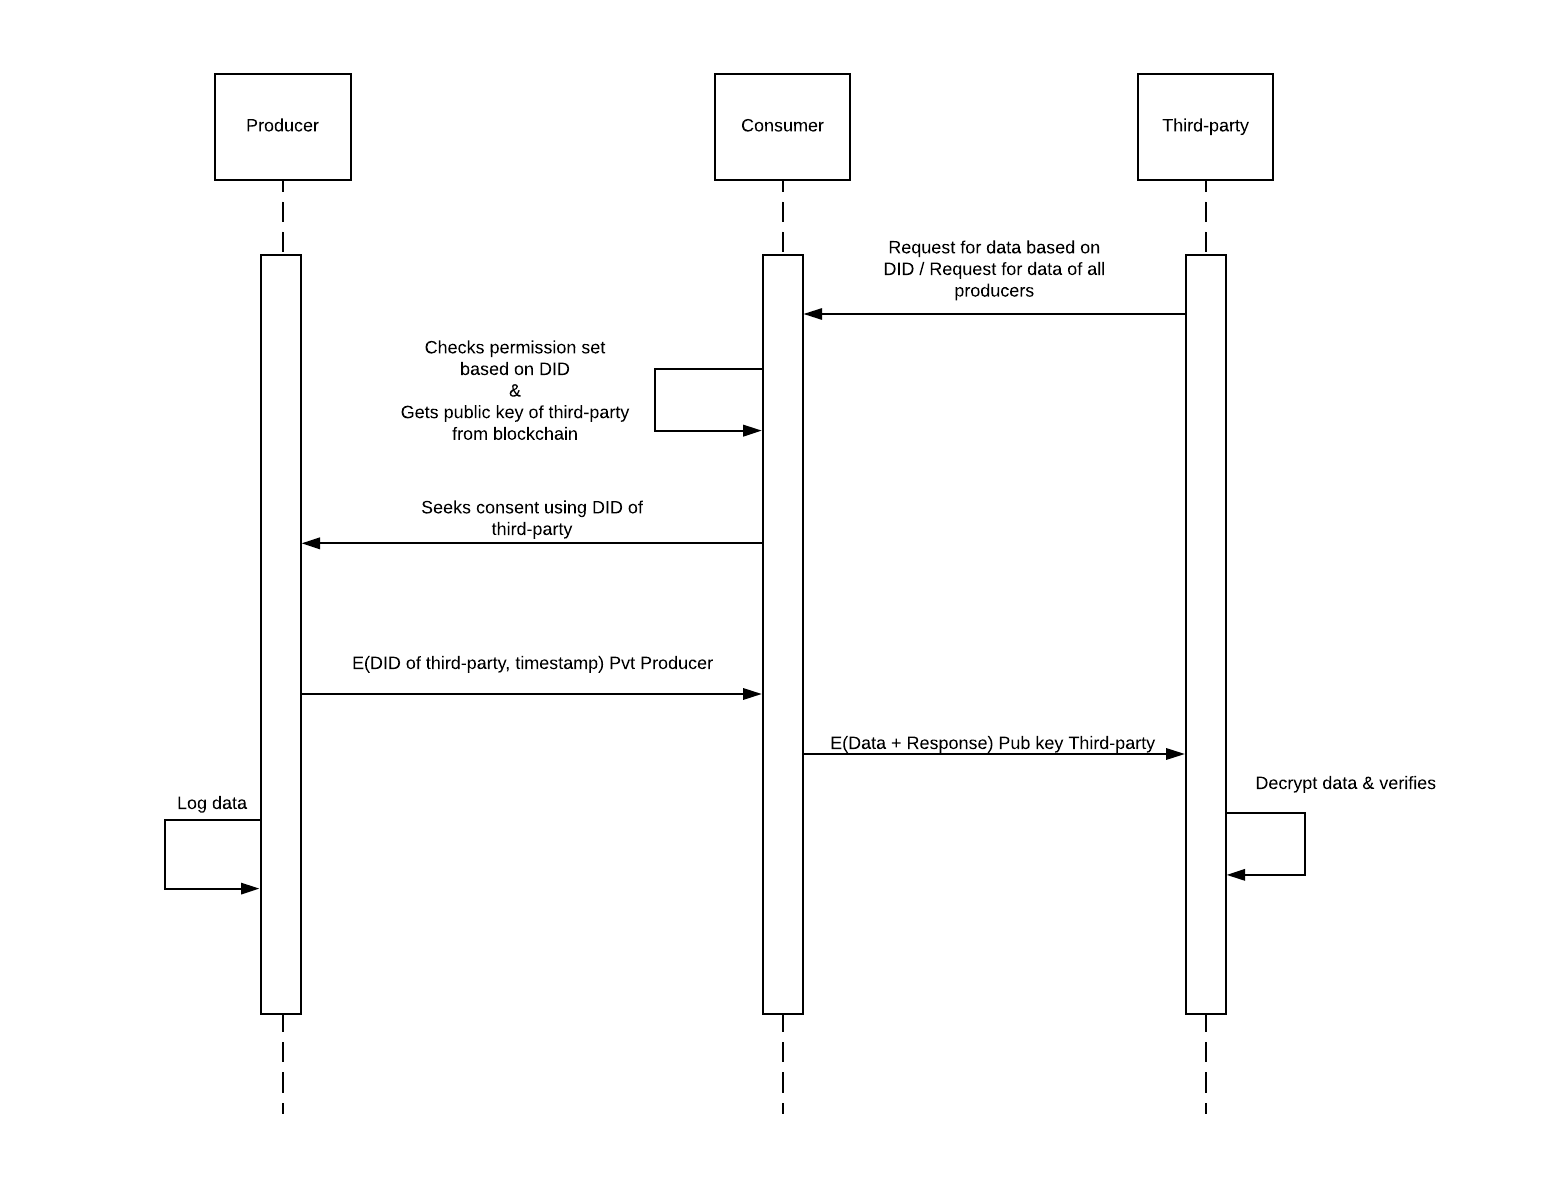 Producer
Consumer
Third-party
Request for data based on
DID / Request for data of all
producers
Checks permission set
based on DID
&
Gets public key of third-party
from blockchain
Seeks consent using DID of
third-party
E(DID of third-party, timestamp) Pvt Producer
E(Data + Response) Pub key Third-party
Decrypt data & verifies
Log data